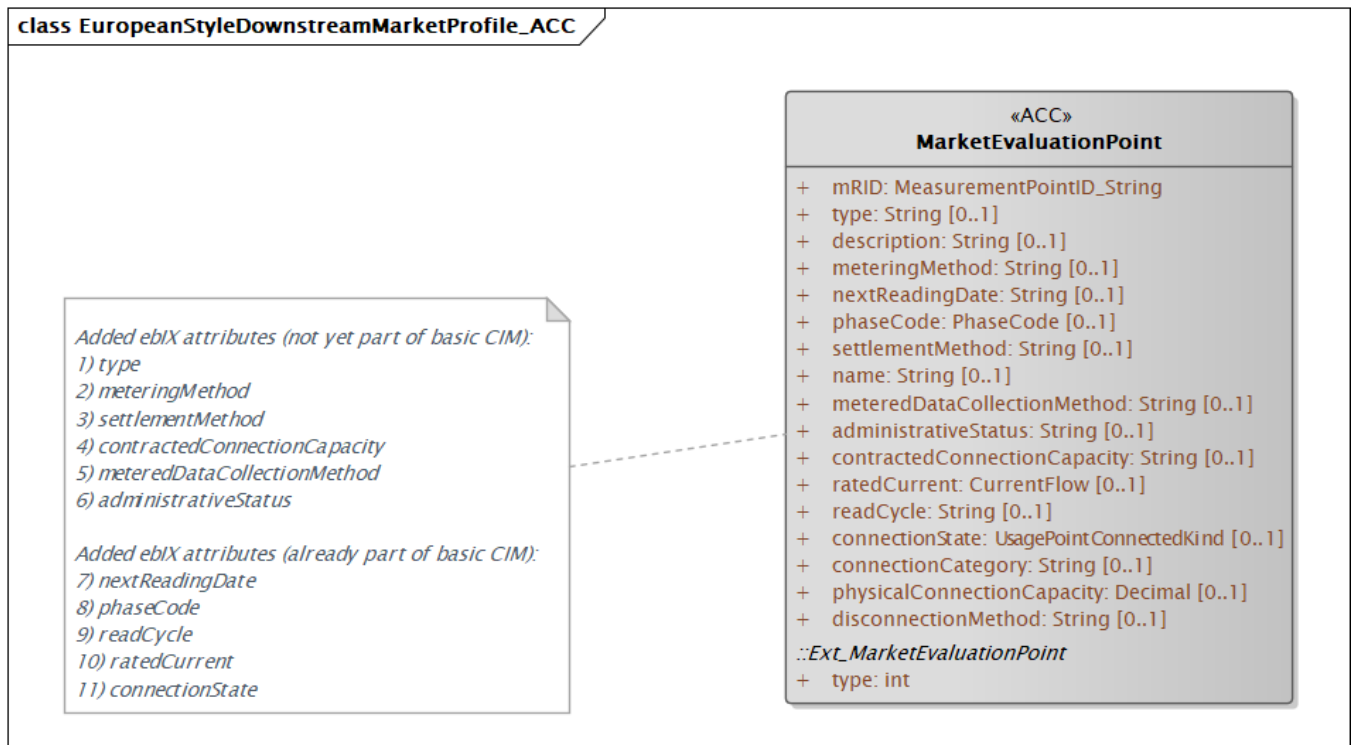 class EuropeanStyleDownstreamMarketProfile_ACC
«ACC»
MarketEvaluationPoint
+ mRID: MeasurementPointID_String
+ type: String [0..1]
+ description: String [0..1]
+ meteringMethod: String [0..1]
+ nextReadingDate: String [0..1]
+ phaseCode: PhaseCode [0..1]
+ settlementMethod: String [0..1]
+ name: String [0..1]
+ meteredDataCollectionMethod: String [0..1]
+ administrativeStatus: String [0..1]
+ contractedConnectionCapacity: String [0..1]
+ ratedCurrent: CurrentFlow [0..1]
+ readCycle: String [0..1]
+ connectionState: UsagePointConnectedKind [0..1]
+ connectionCategory: String [0..1]
+ physicalConnectionCapacity: Decimal [0..1]
+ disconnectionMethod: String [0..1]
::Ext_MarketEvaluationPoint
+ type: int
Added ebIX attributes (not yet part of basic CIM):
1) type
2) meteringMethod
3) settlementMethod
4) contractedConnectionCapacity
5) meteredDataCollectionMethod
6) administrativeStatus
Added ebIX attributes (already part of basic CIM):
7) nextReadingDate
8) phaseCode
9) readCycle
10) ratedCurrent
11) connectionState